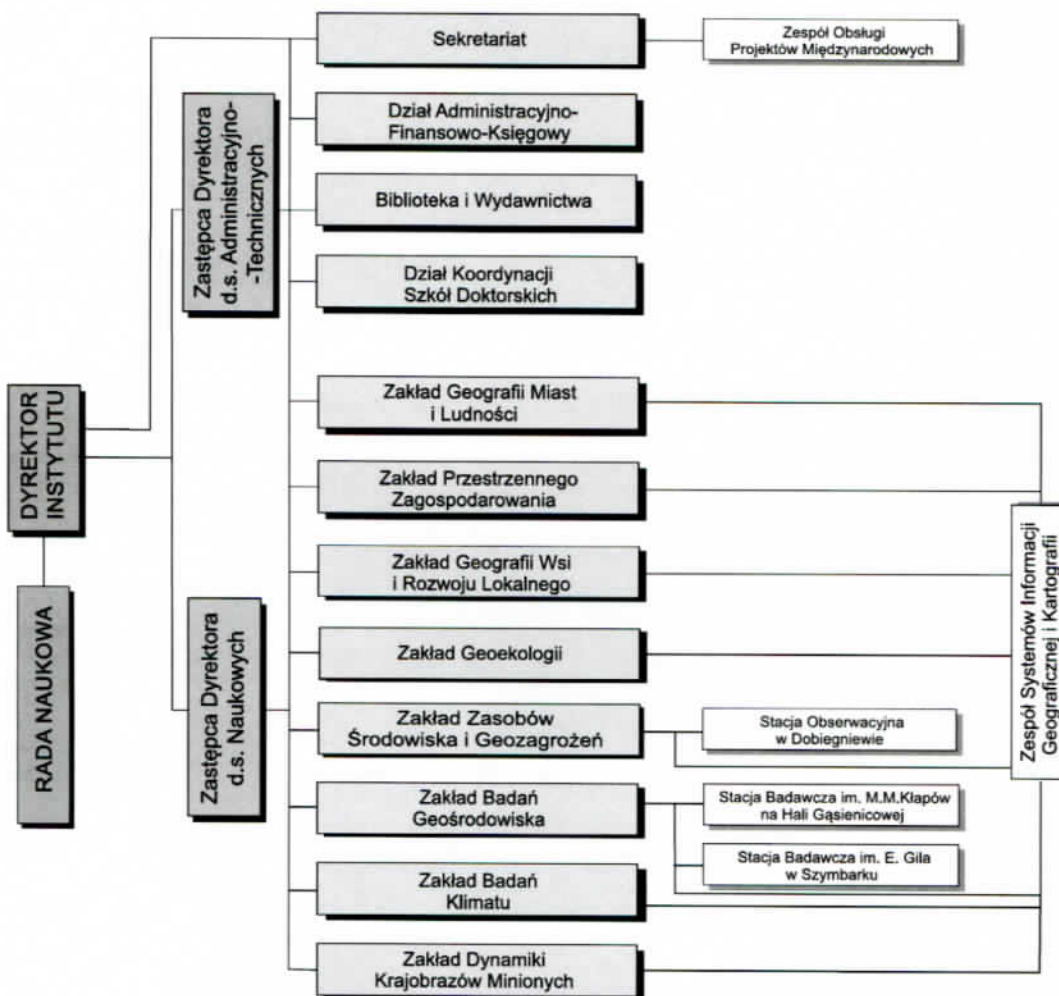 Sekretariat
Zespół Obsługi
Projektów Międzynarodowych
Zastępca Dyrektora
d.s. Administracyjno-
-Technicznych
Dział Administracyjno-
Finansowo-Księgowy
Biblioteka i Wydawnictwa
Dział Koordynacji
Szkół Doktorskich
DYREKTOR
INSTYTUTU
RADA NAUKOWA
Zastępca Dyrektora
d.s. Naukowych
Zakład Geografii Miast
i Ludności
Zakład Przestrzennego
Zagospodarowania
Zakład Geografii Wsi
i Rozwoju Lokalnego
Zakład Geoekologii
Zakład Zasobów
Środowiska i Geozagrożeń
Stacja Obserwacyjna
w Dobiegniewie
Zakład Badań
Geośrodowiska
Stacja Badawcza im. M.M.Kłapów
na Hali Gąsienicowej
Stacja Badawcza im. E. Gila
w Szymbarku
Zakład Badań
Klimatu
Zakład Dynamiki
Krajobrazów Minionych
Zespół Systemów Informacji
Geograficznej i Kartografii